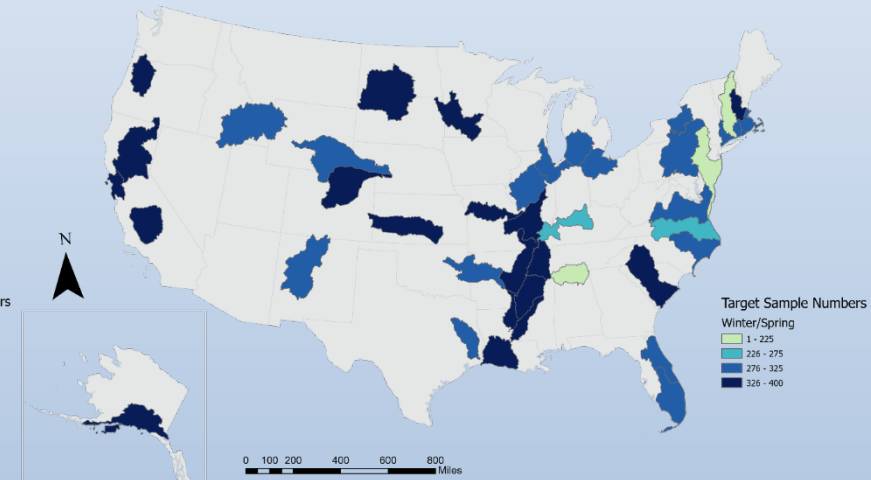 N
rs
Target Sample Numbers
Winter/Spring
1 - 225
226 - 275
276 - 325
326 - 400
0 100 200 400 600 800
Miles